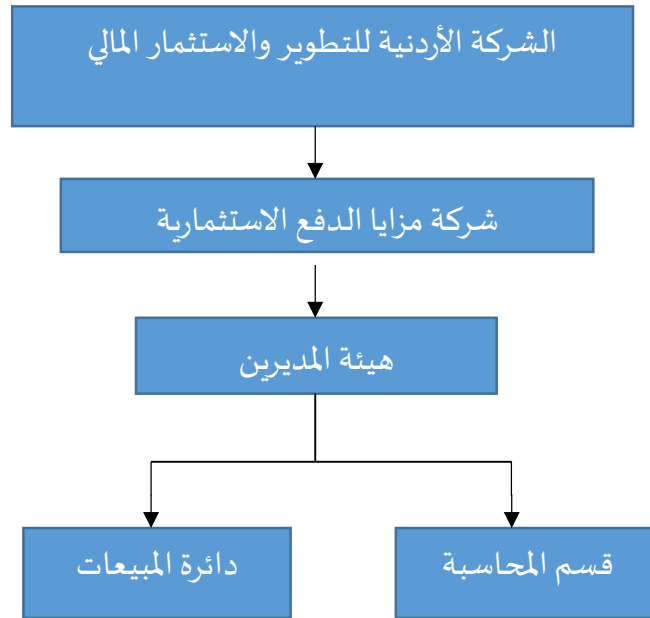 الشركة الأردنية للتطوير والاستثمار المالي
شركة مزايا الدفع الاستثمارية
هيئة المديرين
قسم المحاسبة
دائرة المبيعات